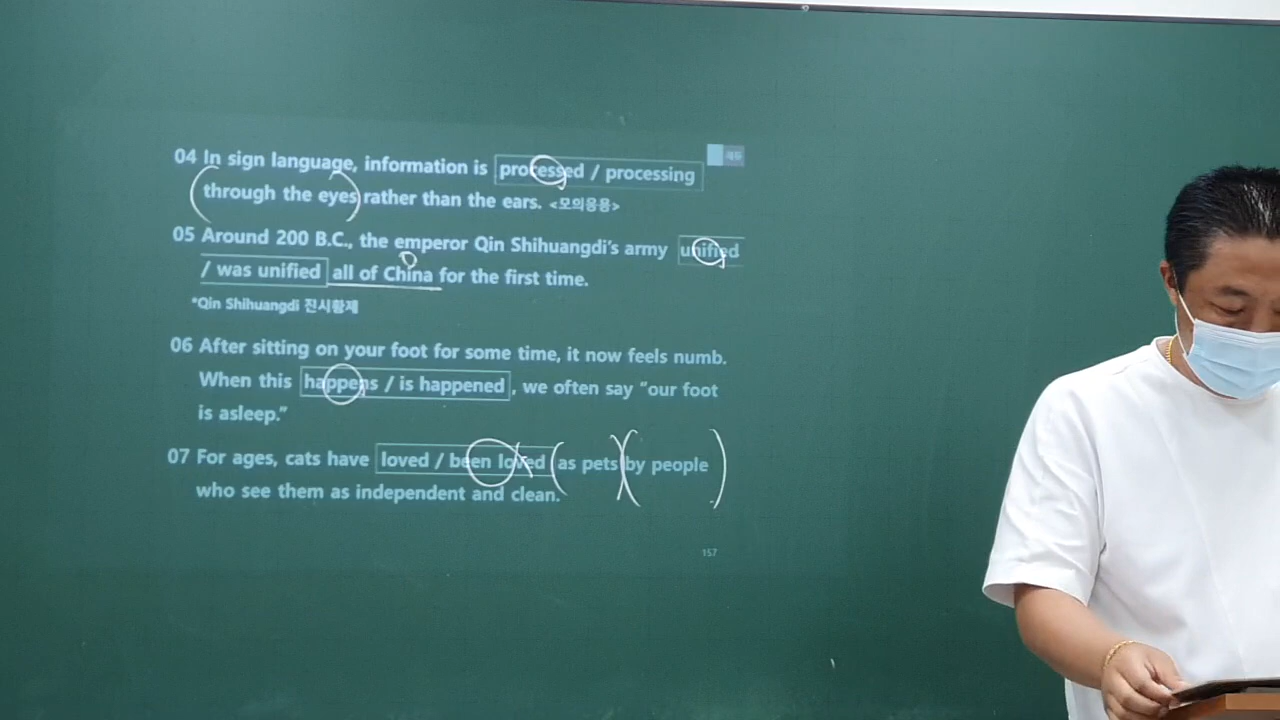 04 In sign language, information is processed / processing
through the eyes rather than the ears. <모의응용>
05 Around 200 B.C., the emperor Qin Shihuangdi's army unified
/ was unified all of China for the first time.
O
*Qin Shihuangdi 진시황제
06 After sitting on your foot for some time, it now feels numb.
When this happens / is happened, we often say "our foot
is asleep."
07 For ages, cats have loved / been loved as pets by people
who see them as independent and clean.
157